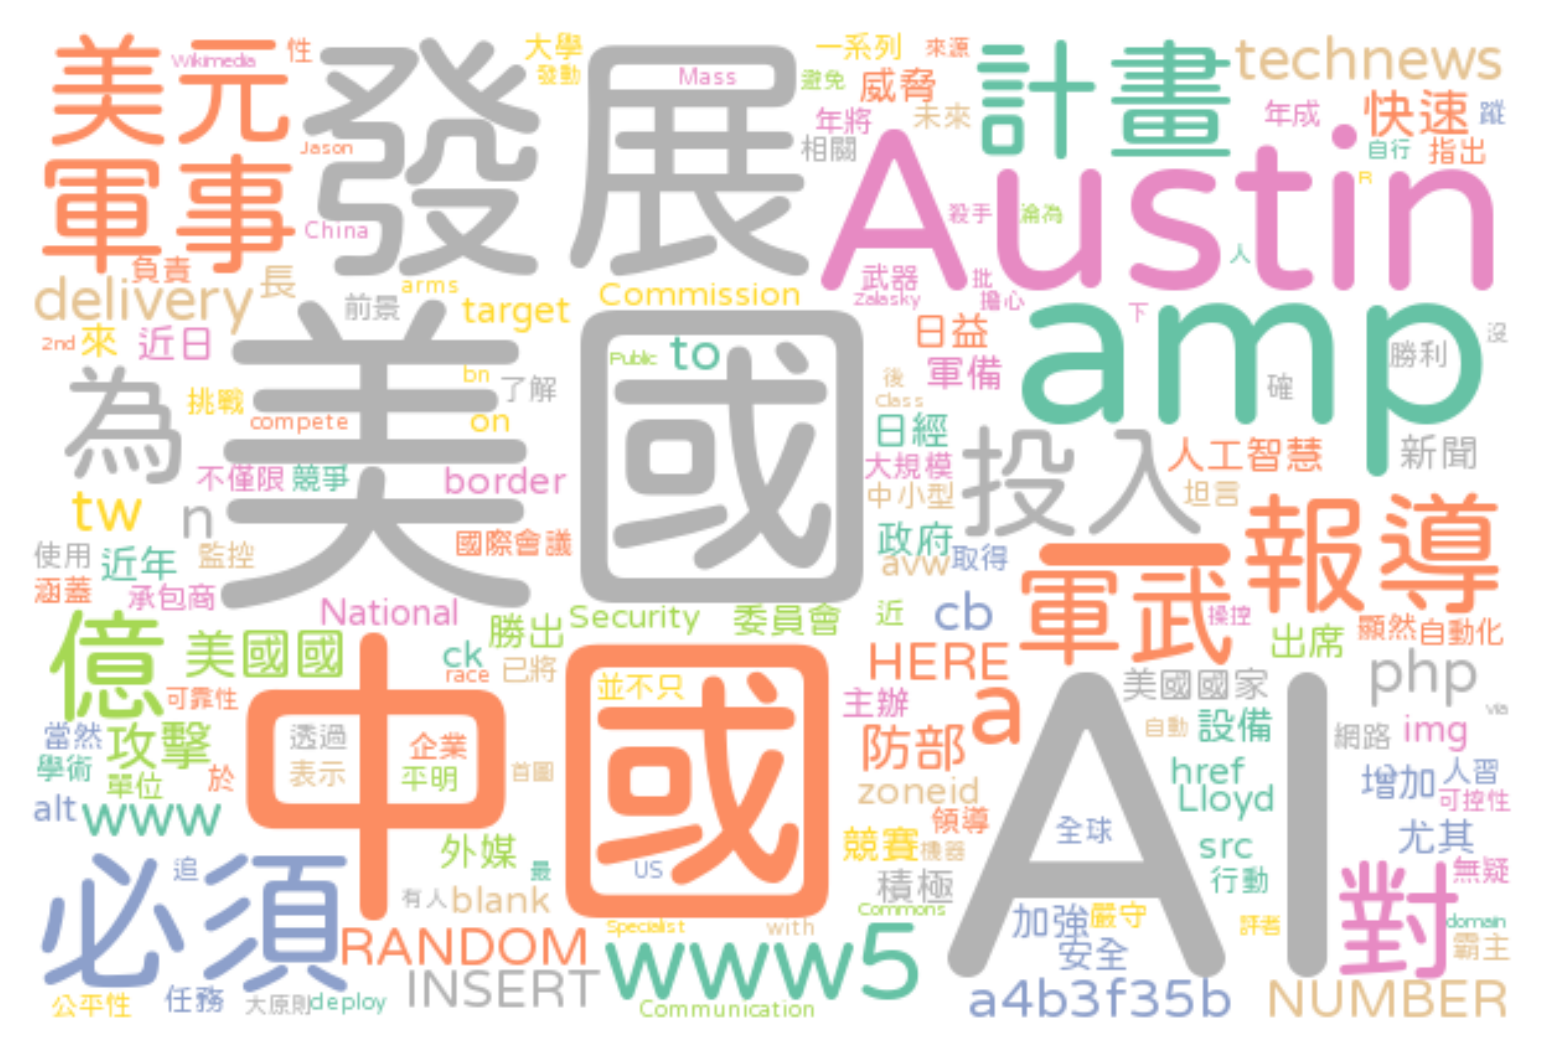 美元
Wikimedia
性
發展
大學
發動
Mass
一系列
來源
避免
威脅
年將
未來
相關
計畫
technews
年成
快速
蹤
自行
指出
R
軍事
Jason
China
Austin
殺手
淪為
人
負責
delivery
長
前景
arms
target
Commission
武器
批
Zalasky
擔心
下
amp
2nd
來
近日
美國
Public
to
日益
軍備
勝利
沒
bn
了解
為
挑戰
compete
on
後
Class
確
日經
投入
人工智慧
新聞
不僅限
競爭
border
大規模
中小型
坦言
tw
n
國際會議
政府
avw
取得
報導
使用
近年
監控
涵蓋
承包商
National
Security
委員會
近
cb
軍武
操控
出席
顯然
自動化
億
美國國
勝出
ck
race
已將
HERE
php
可靠性
中國
並不只
主辦
a
AI
美國國家
via
當然
攻擊
透過
企業
防部
自動
設備
網路
img
學術
單位
於
表示
平明
首圖
zoneid
href
增加
人習
alt
www
Lloyd
可控性
領導
外媒
競賽
機器
全球
src
尤其
必須
追
US
最
積極
行動
對
無疑
有人
blank
Commons
加強
嚴守
評者
domain
Specialist
with
RANDOM
www5
安全
霸主
INSERT
公平性
任務
大原則
deploy
Communication
a4b3f35b
NUMBER